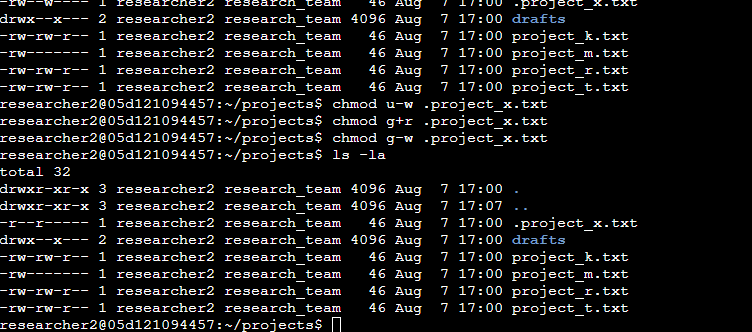 -rw--w---- 1 researcher2 research_team   46 Aug  7 17:00 .project_x.txt
drwx--x--- 2 researcher2 research_team 4096 Aug  7 17:00 drafts
-rw-rw-r-- 1 researcher2 research_team   46 Aug  7 17:00 project_k.txt
-rw------- 1 researcher2 research_team   46 Aug  7 17:00 project_m.txt
-rw-rw-r-- 1 researcher2 research_team   46 Aug  7 17:00 project_r.txt
-rw-rw-r-- 1 researcher2 research_team   46 Aug  7 17:00 project_t.txt
researcher2@05d121094457:~/projects$ chmod u-w .project_x.txt
researcher2@05d121094457:~/projects$ chmod g+r .project_x.txt
researcher2@05d121094457:~/projects$ chmod g-w .project_x.txt
researcher2@05d121094457:~/projects$ ls -la
total 32
drwxr-xr-x 3 researcher2 research_team 4096 Aug  7 17:00 .
drwxr-xr-x 3 researcher2 research_team 4096 Aug  7 17:07 ..
-r--r----- 1 researcher2 research_team   46 Aug  7 17:00 .project_x.txt
drwx--x--- 2 researcher2 research_team 4096 Aug  7 17:00 drafts
-rw-rw-r-- 1 researcher2 research_team   46 Aug  7 17:00 project_k.txt
-rw------- 1 researcher2 research_team   46 Aug  7 17:00 project_m.txt
-rw-rw-r-- 1 researcher2 research_team   46 Aug  7 17:00 project_r.txt
-rw-rw-r-- 1 researcher2 research_team   46 Aug  7 17:00 project_t.txt
researcher2@05d121094457:~/projects$